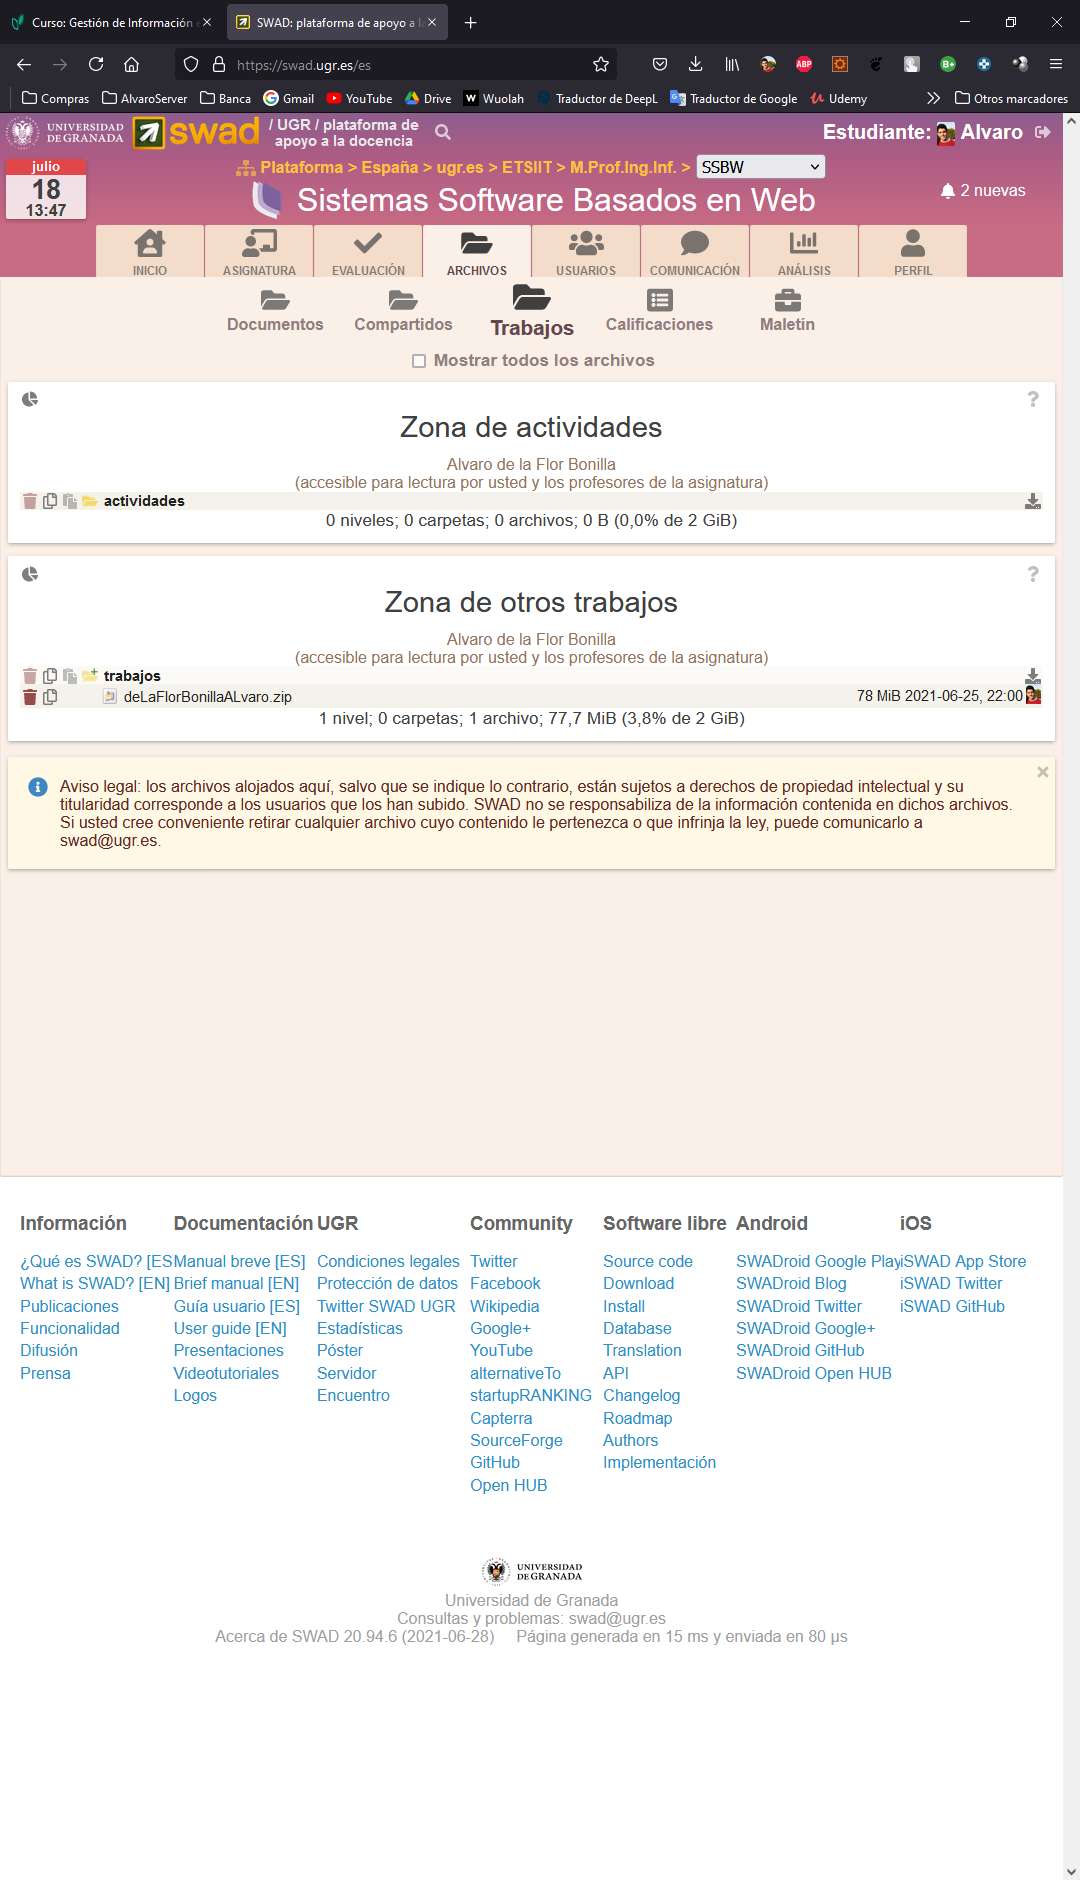 Curso: Gestión de Información
SWAD: plataforma de apoyo a l
https://swad.ugr.es/es
ABP
B+
Compras
AlvaroServer
Banca
Gmail
YouTube
Drive
W Wuolah
Traductor de DeepL
Traductor de Google
Udemy
Otros marcadores
UNIVERSIDAD
DE GRANADA
swad
/ UGR / plataforma de
apoyo a la docencia
Estudiante: Alvaro
julio
18
13:47
Plataforma > España > ugr.es > ETSIIT > M.Prof.Ing.Inf. > SSBW
Sistemas Software Basados en Web
2 nuevas
INICIO
ASIGNATURA
EVALUACIÓN
ARCHIVOS
USUARIOS
COMUNICACIÓN
ANÁLISIS
PERFIL
Documentos
Compartidos
Trabajos
Calificaciones
Maletín
Mostrar todos los archivos
?
Zona de actividades
Alvaro de la Flor Bonilla
(accesible para lectura por usted y los profesores de la asignatura)
actividades
0 niveles; 0 carpetas; 0 archivos; 0 B (0,0% de 2 GiB)
?
Zona de otros trabajos
Alvaro de la Flor Bonilla
(accesible para lectura por usted y los profesores de la asignatura)
trabajos
deLaFlorBonillaALvaro.zip 78 MiB 2021-06-25, 22:00
1 nivel; 0 carpetas; 1 archivo; 77,7 MiB (3,8% de 2 GiB)
Aviso legal: los archivos alojados aquí, salvo que se indique lo contrario, están sujetos a derechos de propiedad intelectual y su
titularidad corresponde a los usuarios que los han subido. SWAD no se responsabiliza de la información contenida en dichos archivos.
Si usted cree conveniente retirar cualquier archivo cuyo contenido le pertenezca o que infrinja la ley, puede comunicarlo a
swad@ugr.es.
Información
¿Qué es SWAD? [ES
What is SWAD? [EN]
Publicaciones
Funcionalidad
Difusión
Prensa
Documentación
Manual breve [ES]
Brief manual [EN]
Guía usuario [ES]
User guide [EN]
Presentaciones
Videotutoriales
Logos
UGR
Condiciones legales
Protección de datos
Twitter SWAD UGR
Estadísticas
Póster
Servidor
Encuentro
Community
Twitter
Facebook
Wikipedia
Google+
YouTube
alternativeTo
startupRANKING
Capterra
SourceForge
GitHub
Open HUB
Software libre
Source code
Download
Install
Database
Translation
API
Changelog
Roadmap
Authors
Implementación
Android
SWADroid Google Play
SWADroid Blog
SWADroid Twitter
SWADroid Google+
SWADroid GitHub
SWADroid Open HUB
iOS
iSWAD App Store
iSWAD Twitter
iSWAD GitHub
UNIVERSIDAD
DE GRANADA
Universidad de Granada
Consultas y problemas: swad@ugr.es
Acerca de SWAD 20.94.6 (2021-06-28) Página generada en 15 ms y enviada en 80 µs